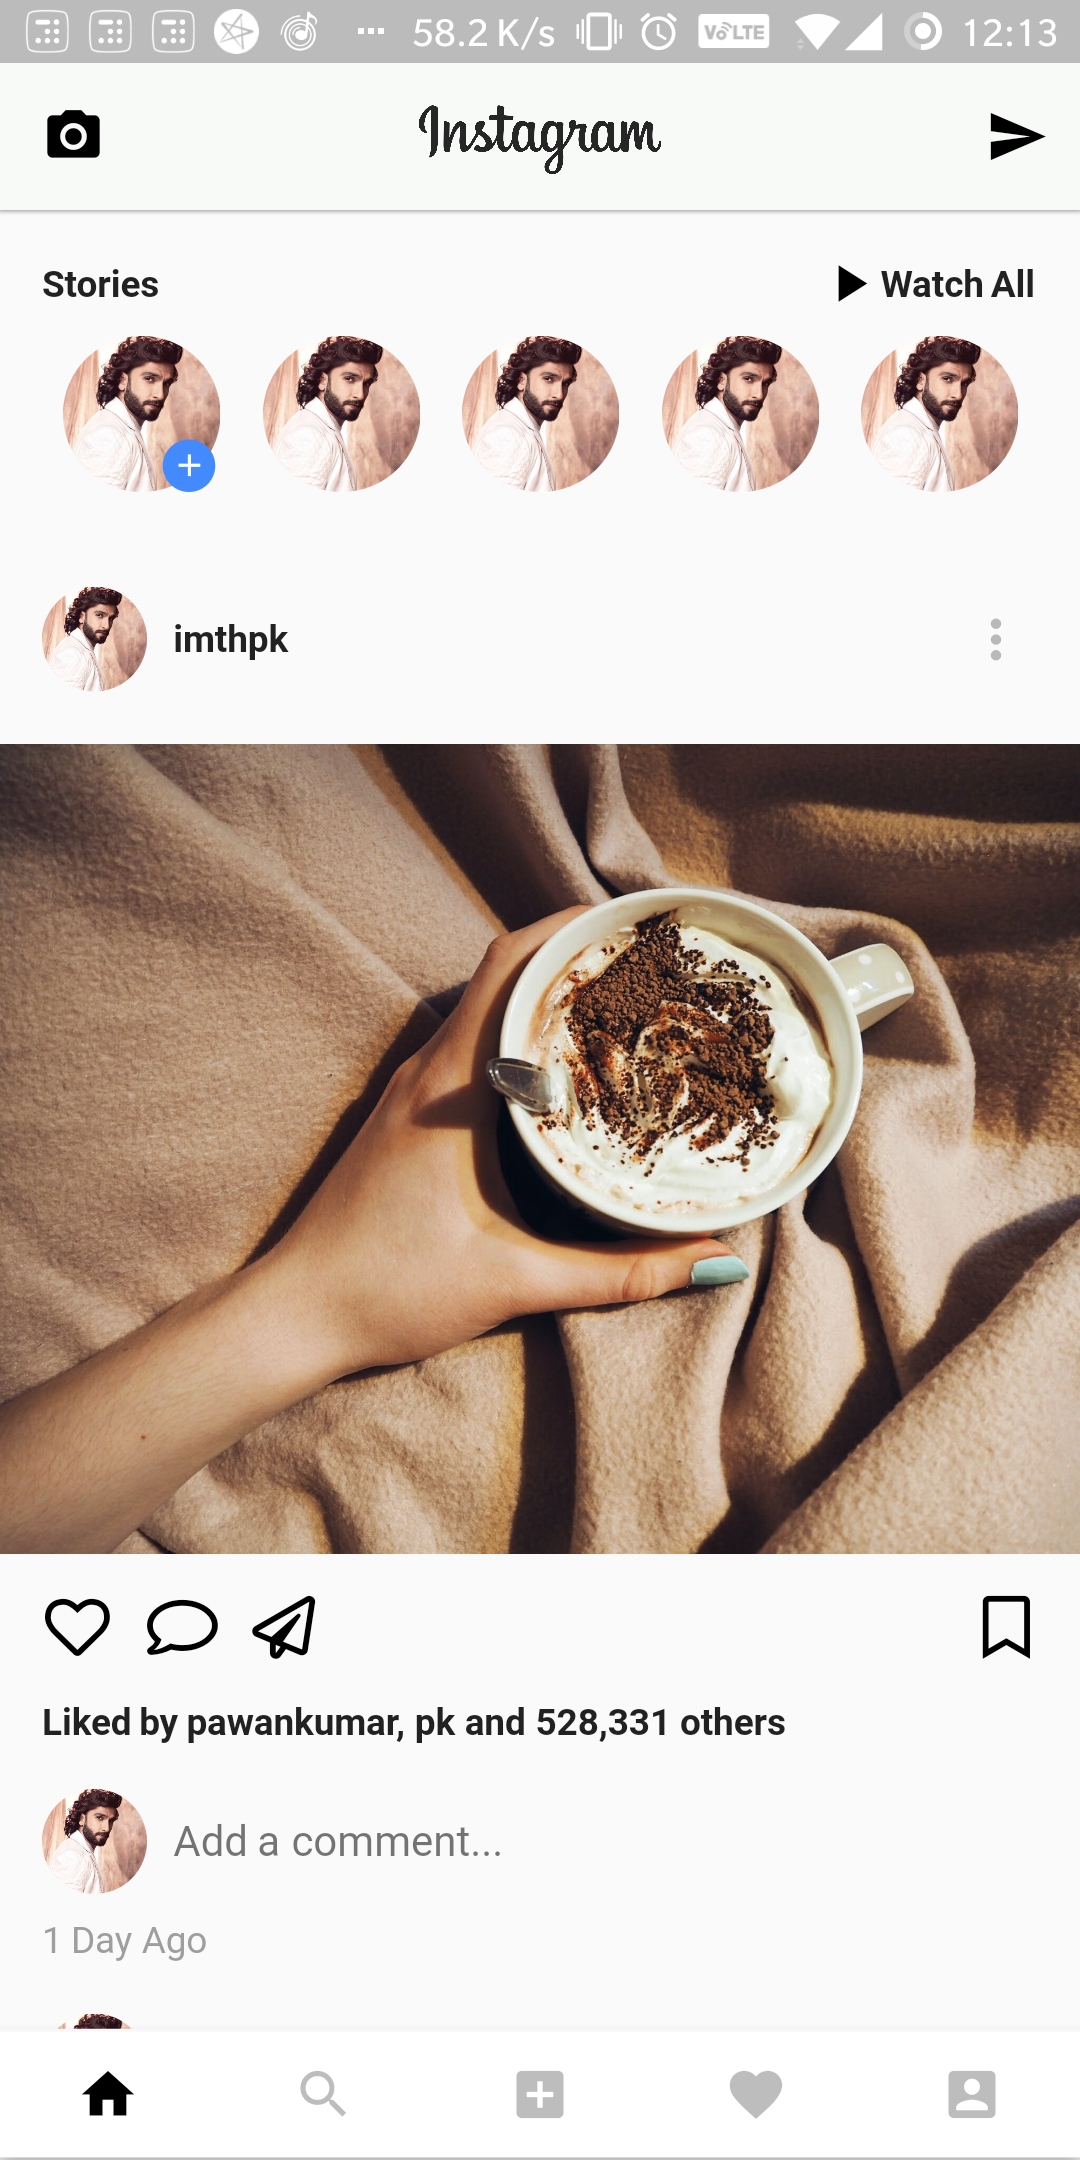 58.2 K/s VoLTE 12:13
Instagram
Stories Watch All
imthpk
Liked by pawankumar, pk and 528,331 others
Add a comment...
1 Day Ago